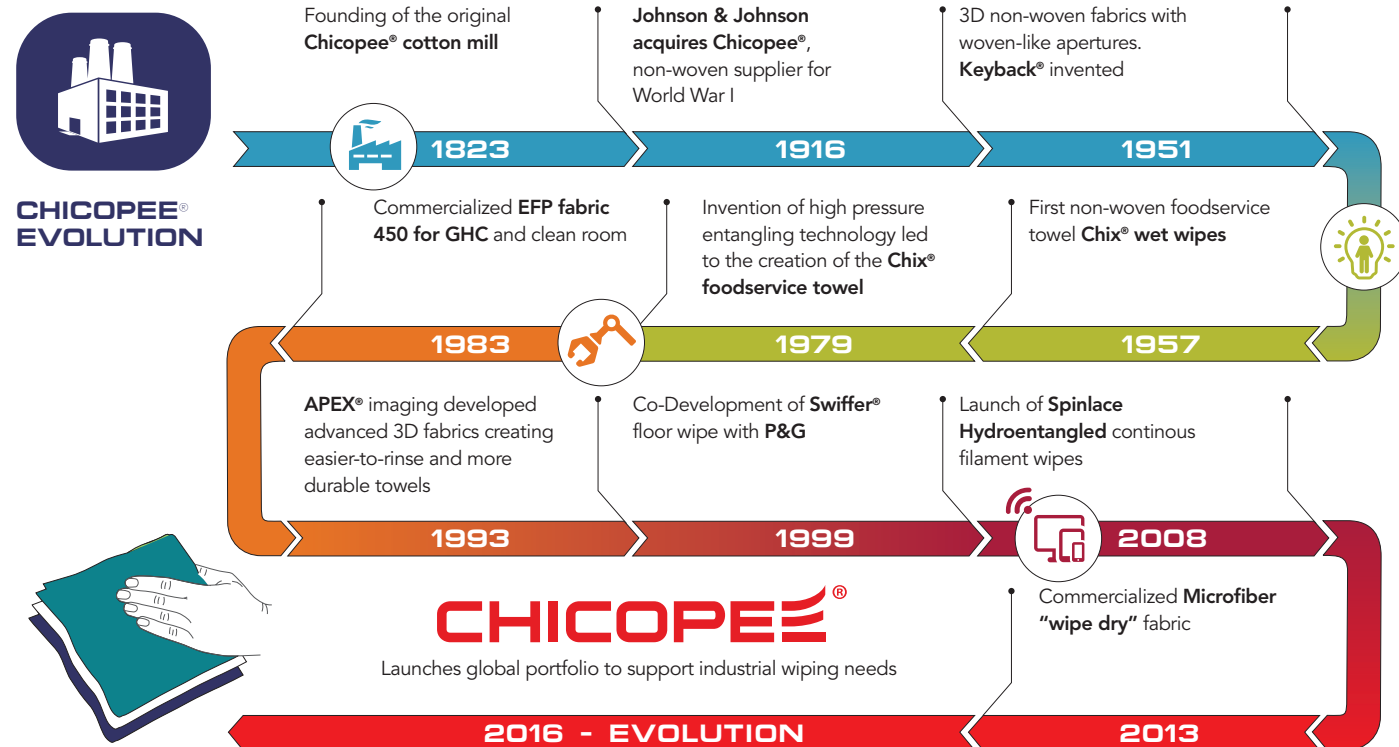 Founding of the original
Chicopee® cotton mill
Johnson & Johnson
acquires Chicopee®,
non-woven supplier for
World War I
3D non-woven fabrics with
woven-like apertures.
Keyback® invented
1823
1916
1951
CHICOPEE®
EVOLUTION
First non-woven foodservice
towel Chix® wet wipes
Invention of high pressure
entangling technology led
to the creation of the Chix®
foodservice towel
Commercialized EFP fabric
450 for GHC and clean room
1957
1979
1983
APEX® imaging developed
advanced 3D fabrics creating
easier-to-rinse and more
durable towels
Co-Development of Swiffer®
floor wipe with P&G
Launch of Spinlace
Hydroentangled continous
filament wipes
1993
1999
2008
Commercialized Microfiber
“wipe dry” fabric
2013
CHICOPEE®
Launches global portfolio to support industrial wiping needs
2016 - EVOLUTION